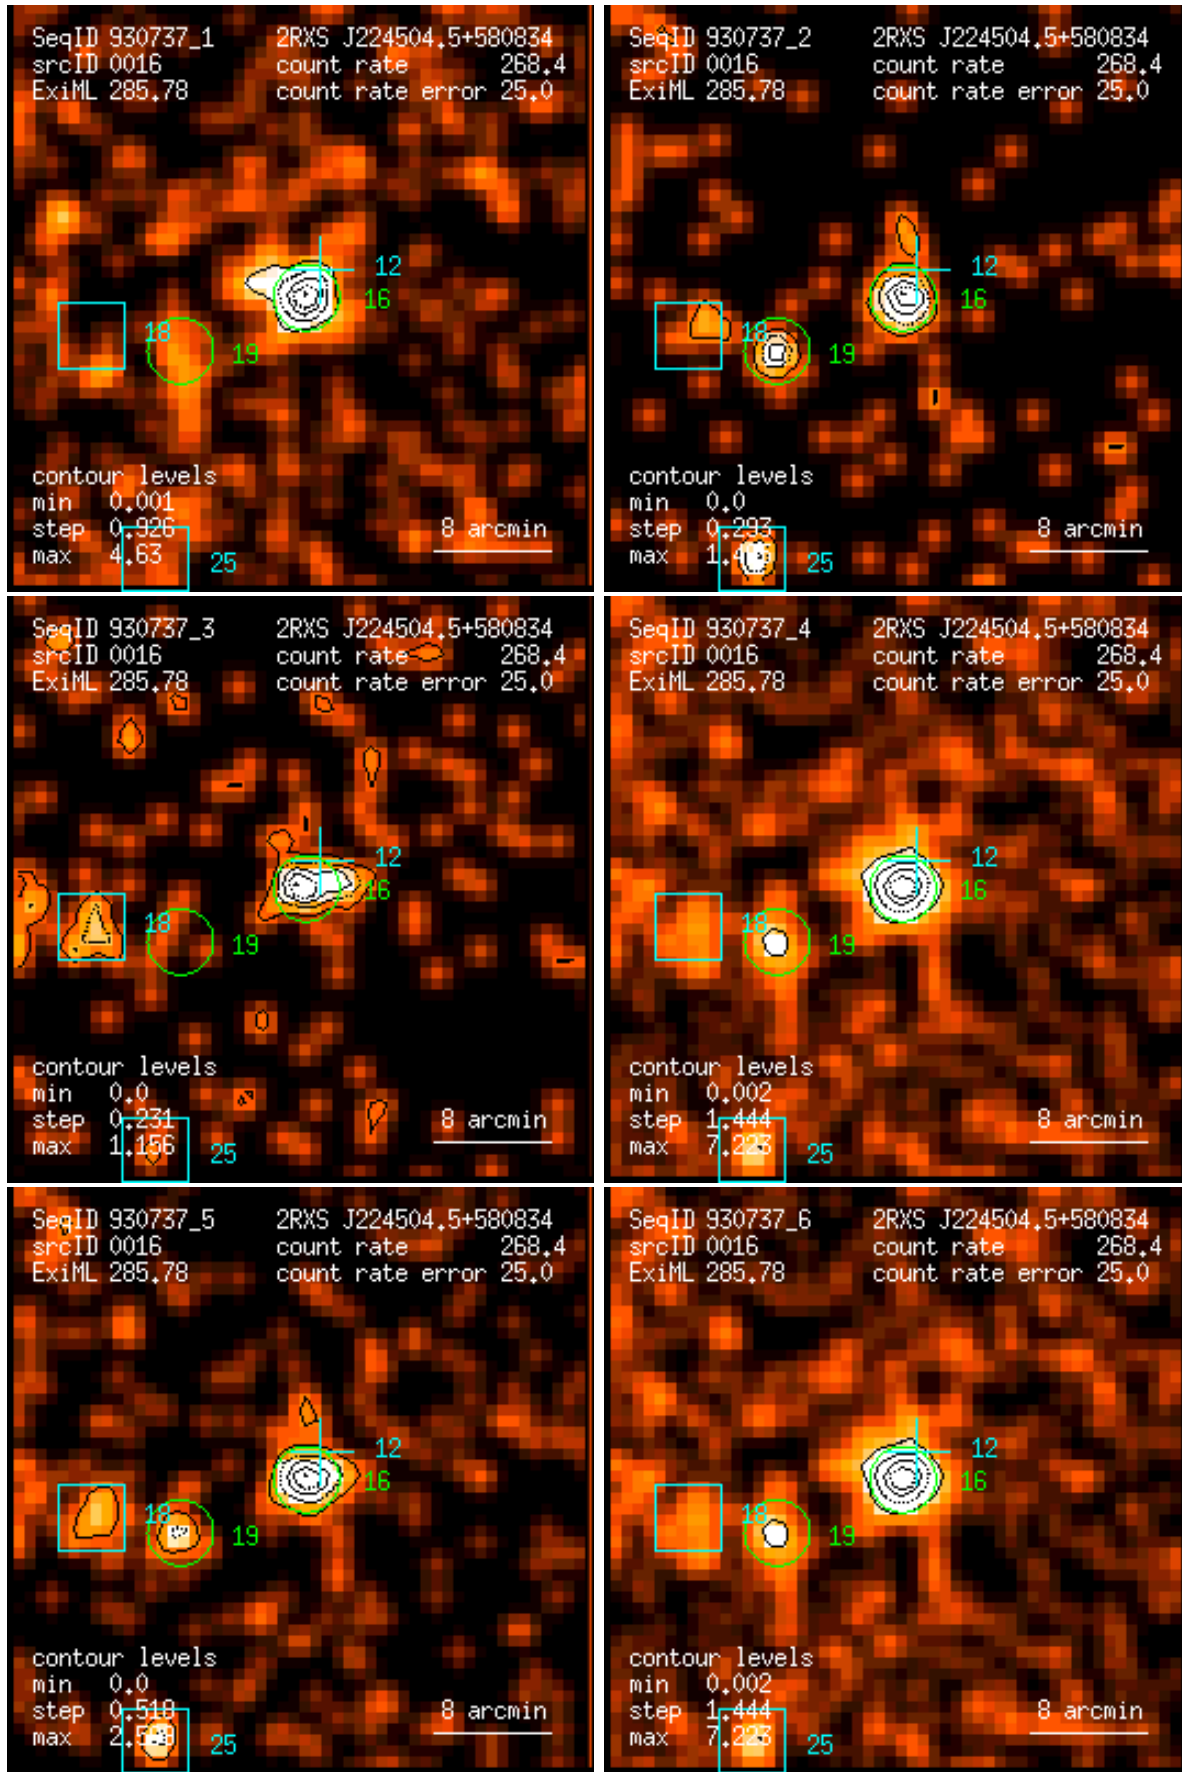 SeqID 930737_1 2RXS J224504.5+580834
srcID 0016 count rate 268.4
ExiML 285.78 count rate error 25.0
12
16
18
19
contour levels
min 0.001
step 0.926 8 arcmin
max 4.63
25
SeqID 930737_2 2RXS J224504.5+580834
srcID 0016 count rate 268.4
ExiML 285.78 count rate error 25.0
12
16
18
19
contour levels
min 0.0
step 0.293 8 arcmin
max
25
SeqID 930737_3 2RXS J224504.5+580834
srcID 0016 count rate 268.4
ExiML 285.78 count rate error 25.0
12
16
18
19
contour levels
min 0.0
step 0.231 8 arcmin
max 1.156
25
SeqID 930737_4 2RXS J224504.5+580834
srcID 0016 count rate 268.4
ExiML 285.78 count rate error 25.0
12
16
18
19
contour levels
min 0.002
step 1.444 8 arcmin
max 7.223
25
SeqID 930737_5 2RXS J224504.5+580834
srcID 0016 count rate 268.4
ExiML 285.78 count rate error 25.0
12
16
18
19
contour levels
min 0.0
step 0.518 8 arcmin
max
25
SeqID 930737_6 2RXS J224504.5+580834
srcID 0016 count rate 268.4
ExiML 285.78 count rate error 25.0
12
16
18
19
contour levels
min 0.002
step 1.444 8 arcmin
max 7.223
25